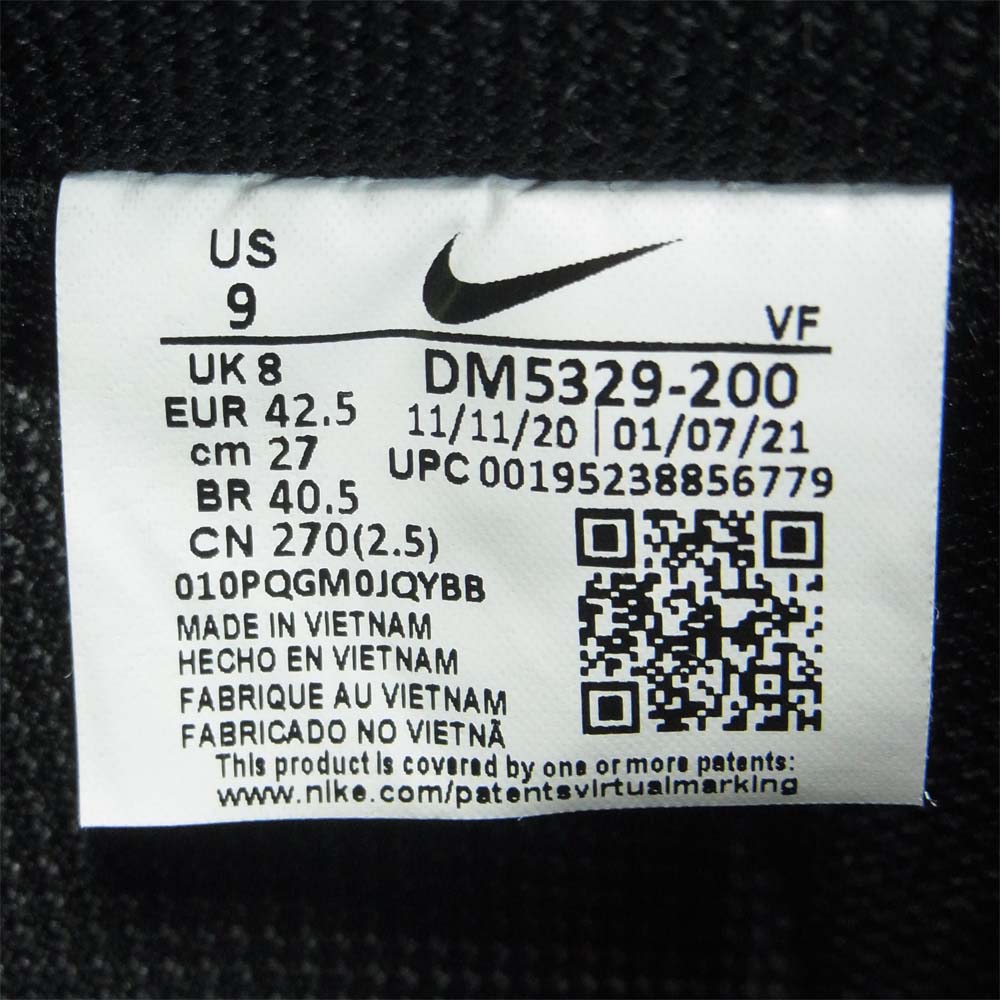 US
9
VF
UK 8
EUR 42.5
cm 27
BR 40.5
CN 270(2.5)
DM5329-200
11/11/20 | 01/07/21
UPC 00195238856779
010PQGM0JQYBB
MADE IN VIETNAM
HECHO EN VIETNAM
FABRIQUE AU VIETNAM
FABRICADO NO VIETNÃ
This product is covered by one or more patents:
www.nike.com/patentsvirtualmarking